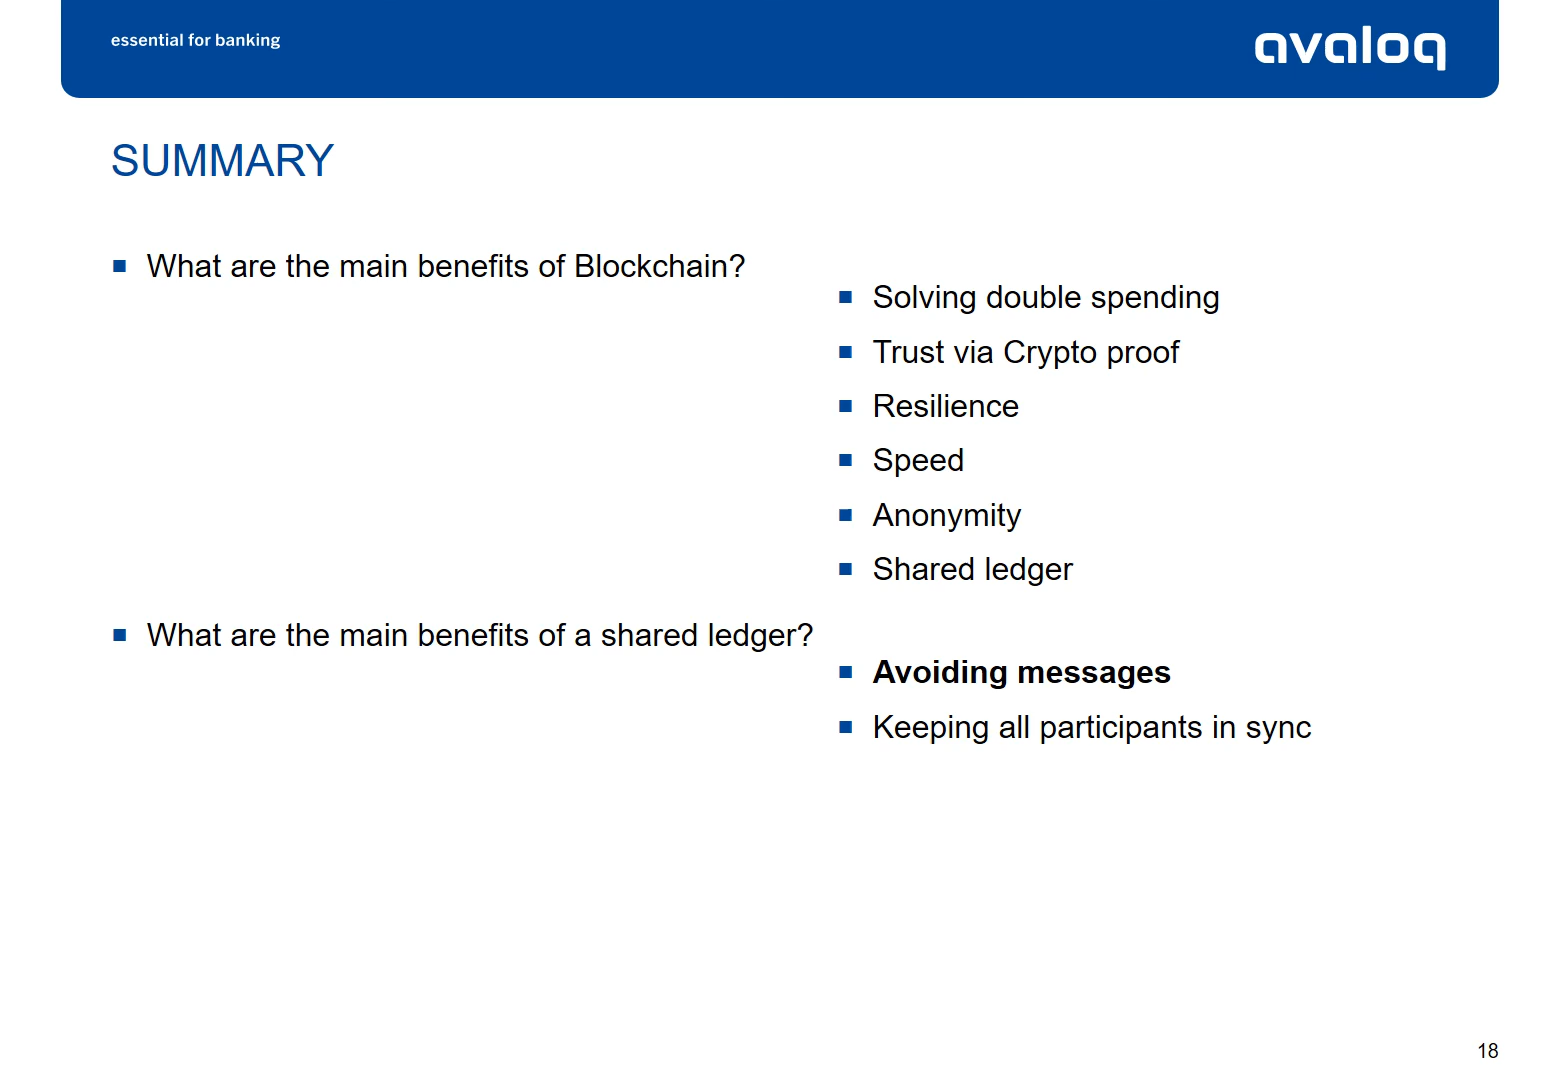 essential for banking
avaloq
SUMMARY
What are the main benefits of Blockchain?
Solving double spending
Trust via Crypto proof
Resilience
Speed
Anonymity
Shared ledger
What are the main benefits of a shared ledger?
Avoiding messages
Keeping all participants in sync
18